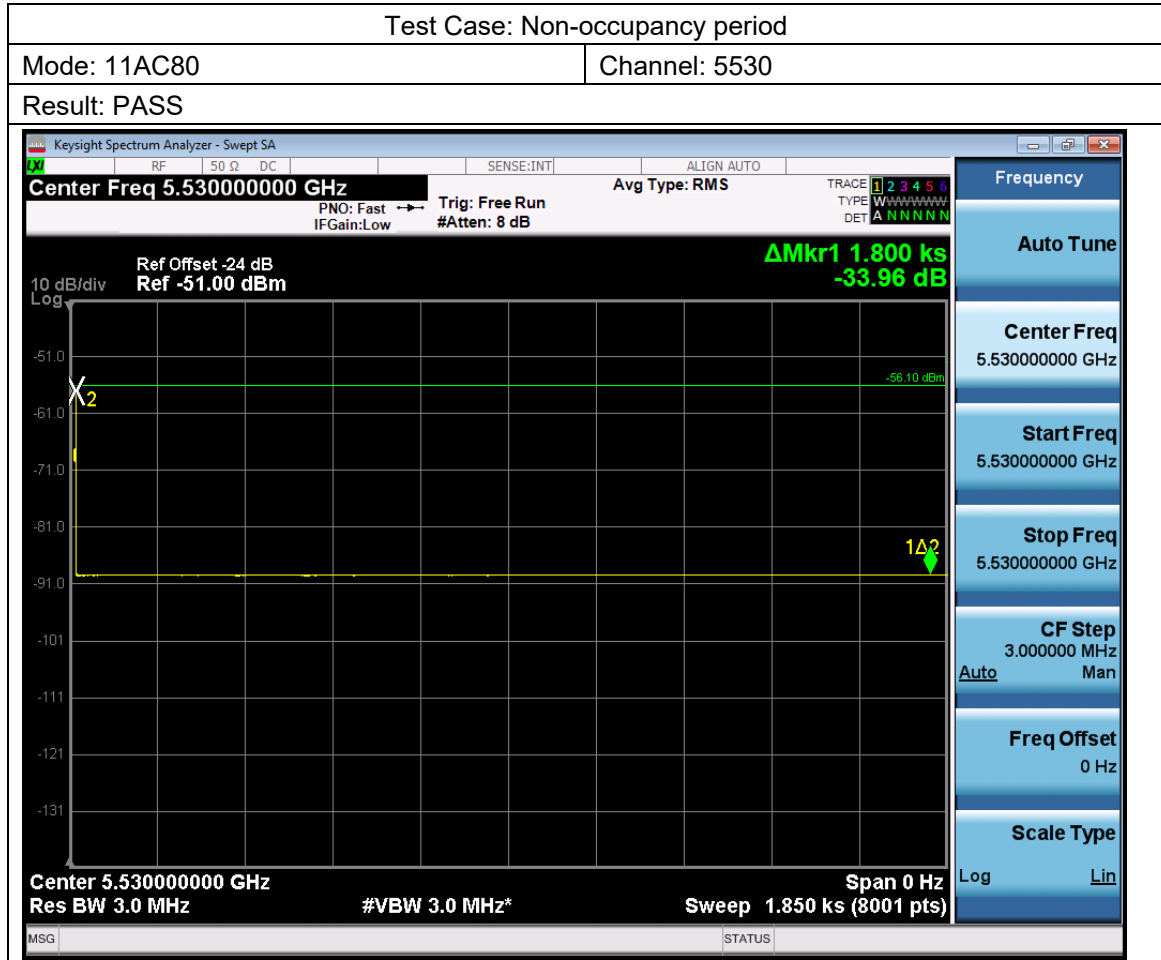 Test Case: Non-occupancy period
Mode: 11AC80 Channel: 5530
Result: PASS
Keysight Spectrum Analyzer - Swept SA
LXI RF 50 Ω DC SENSE:INT ALIGN AUTO
Center Freq 5.530000000 GHz Avg Type: RMS TRACE 1 2 3 4 5 6
PNO: Fast Trig: Free Run TYPE WWWWWW
IFGain:Low #Atten: 8 dB DET A N N N N N
ΔMkr1 1.800 ks
Ref Offset -24 dB
10 dB/div Ref -51.00 dBm -33.96 dB
Log
-51.0
-56.10 dBm
2
-61.0
-71.0
-81.0
1Δ2
-91.0
-101
-111
-121
-131
Center 5.530000000 GHz Span 0 Hz
Res BW 3.0 MHz #VBW 3.0 MHz* Sweep 1.850 ks (8001 pts)
MSG STATUS
Frequency
Auto Tune
Center Freq
5.530000000 GHz
Start Freq
5.530000000 GHz
Stop Freq
5.530000000 GHz
CF Step
3.000000 MHz
Auto Man
Freq Offset
0 Hz
Scale Type
Log Lin